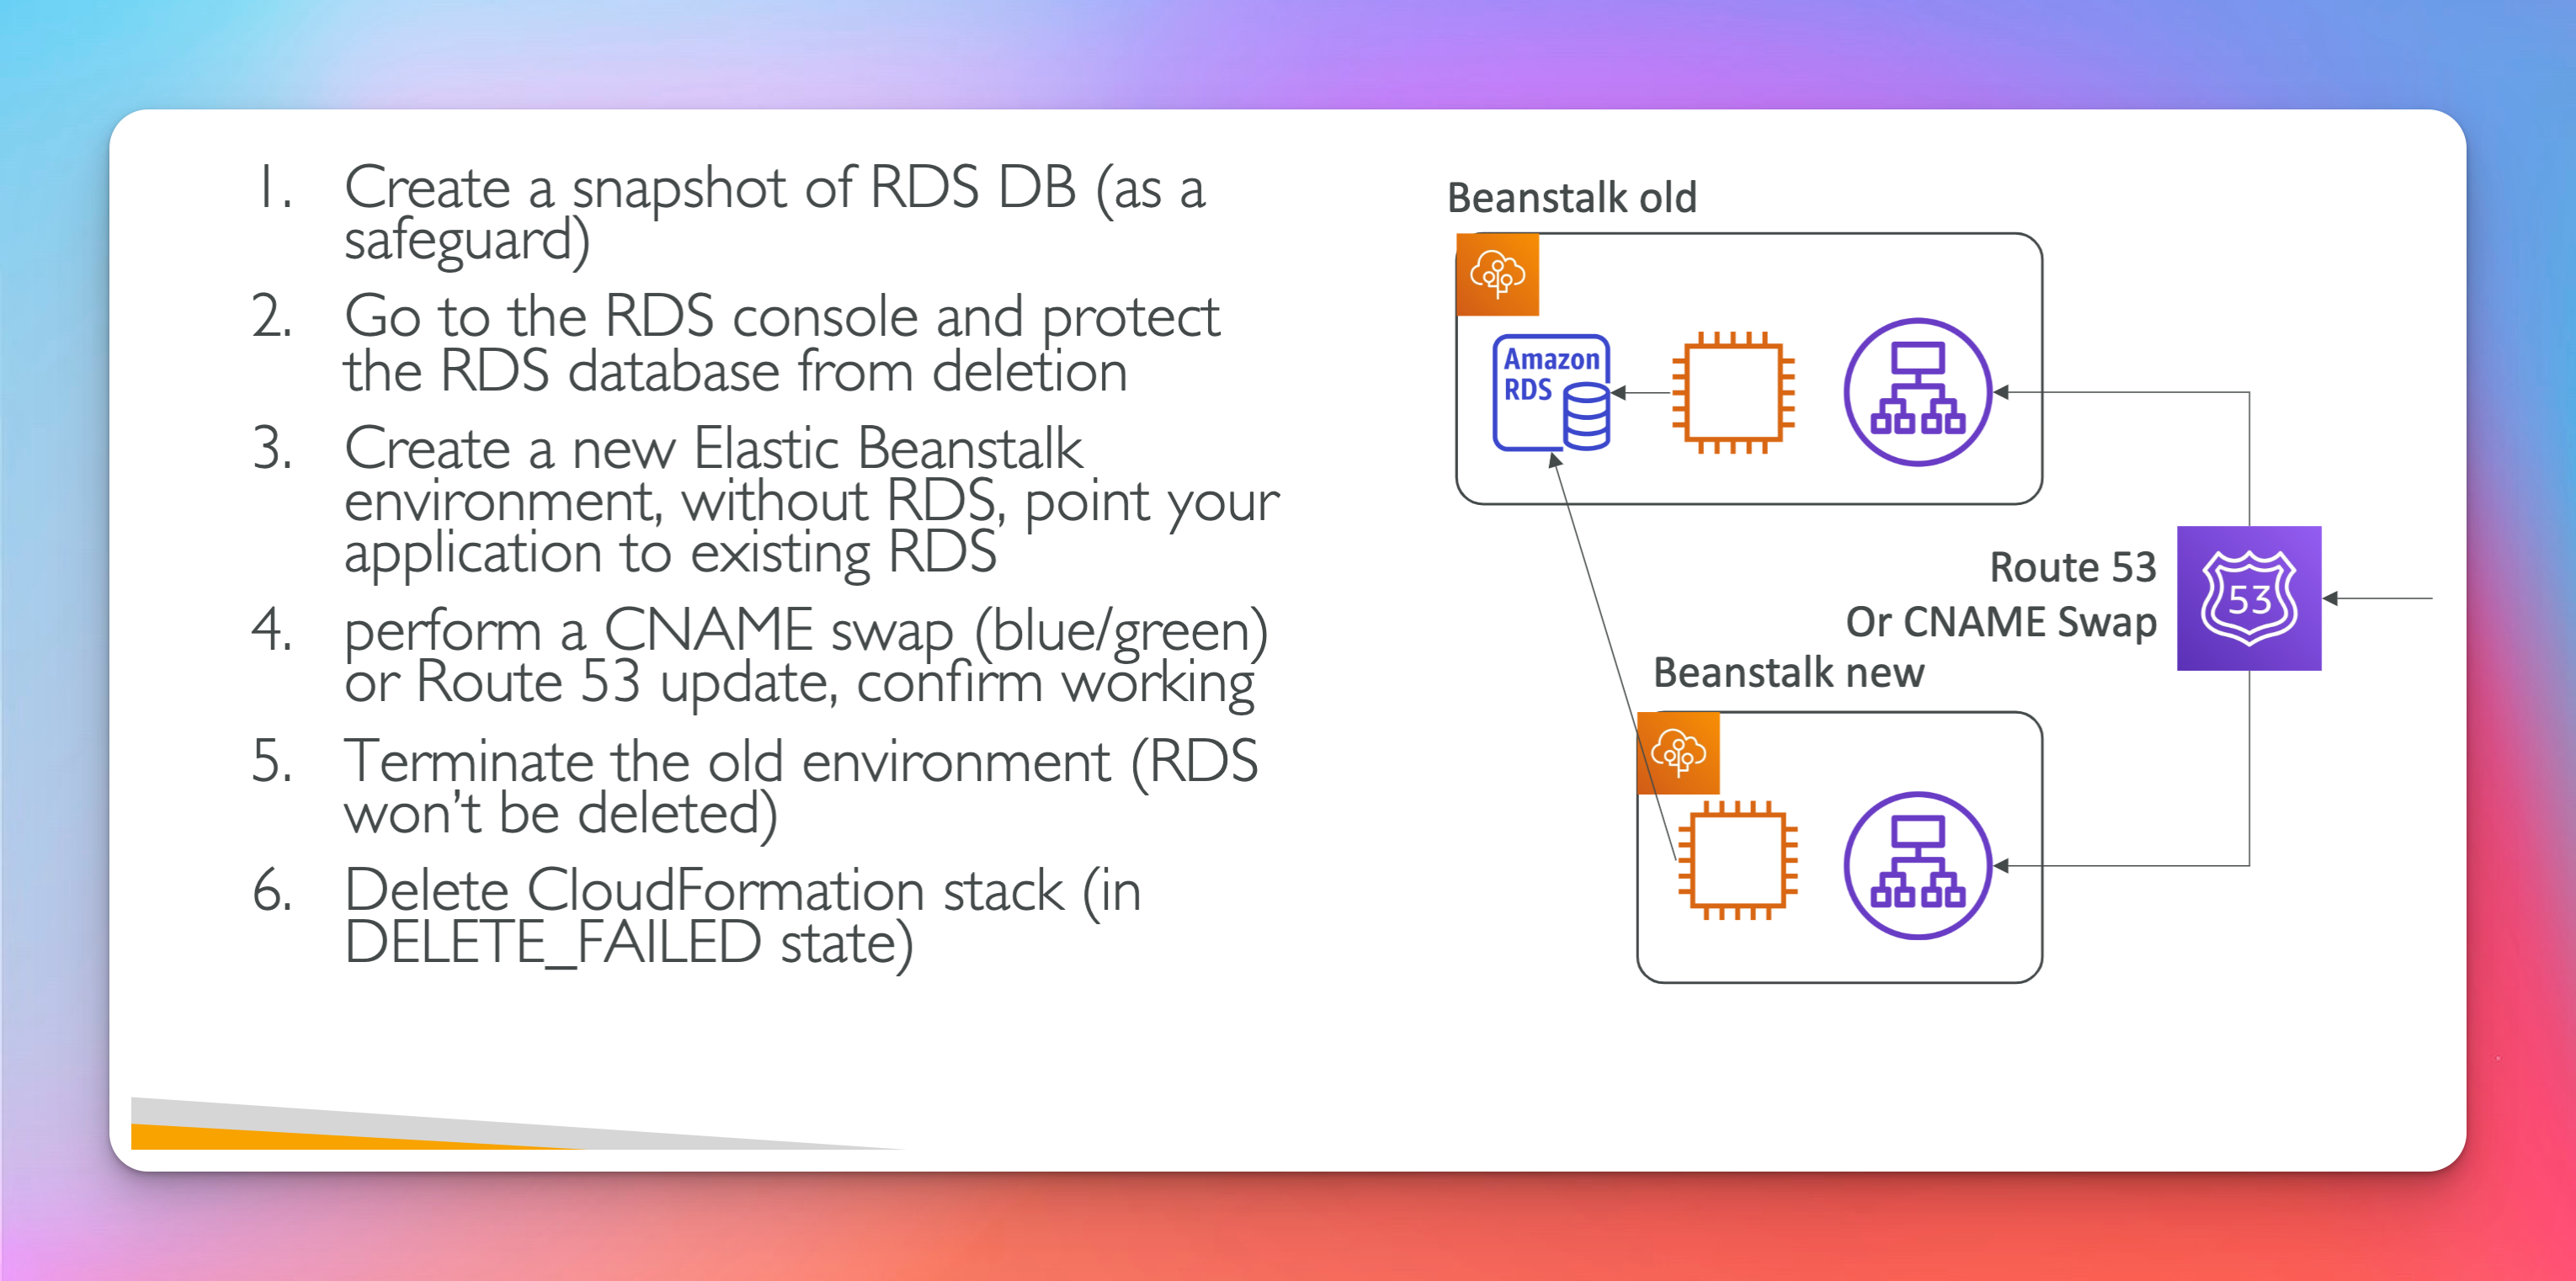 1. Create a snapshot of RDS DB (as a
safeguard)
2. Go to the RDS console and protect
the RDS database from deletion
3. Create a new Elastic Beanstalk
environment, without RDS, point your
application to existing RDS
4. perform a CNAME swap (blue/green)
or Route 53 update, confirm working
5. Terminate the old environment (RDS
won't be deleted)
6. Delete CloudFormation stack (in
DELETE_FAILED state)
Beanstalk old
Amazon
RDS
Route 53
Or CNAME Swap
53
Beanstalk new